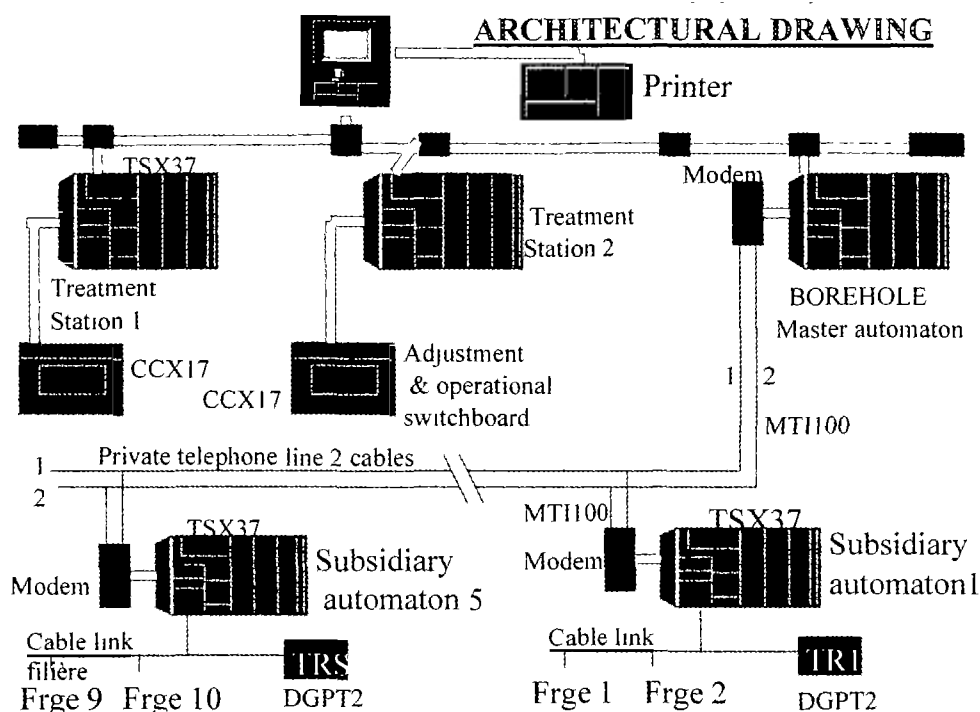 ARCHITECTURAL DRAWING
Printer
TSX37
Modem
Treatment
Station 2
Treatment
Station 1
BOREHOLE
Master automaton
CCX17
CCX17
Adjustment
& operational
switchboard
1
2
MTI100
1
Private telephone line 2 cables
2
MTI100
TSX37
TSX37
Modem
Subsidiary
automaton 5
Modem
Subsidiary
automaton1
Cable link
filière
Frge 9
Frge 10
TRS
DGPT2
Cable link
Frge 1
Frge 2
TR1
DGPT2